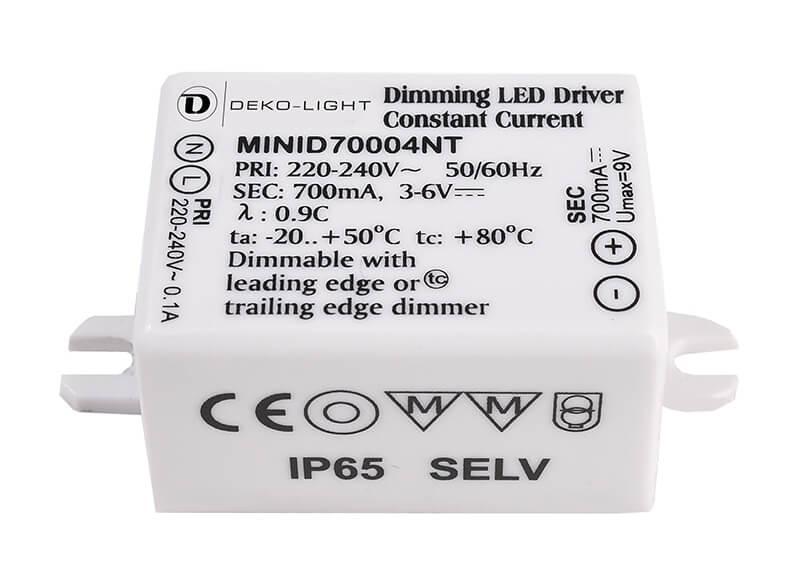 D DEKO-LIGHT
Dimming LED Driver
Constant Current
MINID70004NT
PRI: 220-240V~ 50/60Hz
SEC: 700mA, 3-6V⎓
λ : 0.9C
ta: -20..+50°C tc: +80°C
Dimmable with
leading edge or tc
trailing edge dimmer
N
L
PRI
220-240V~ 0.1A
SEC
700mA⎓
Umax=9V
+
-
CE M M
IP65 SELV